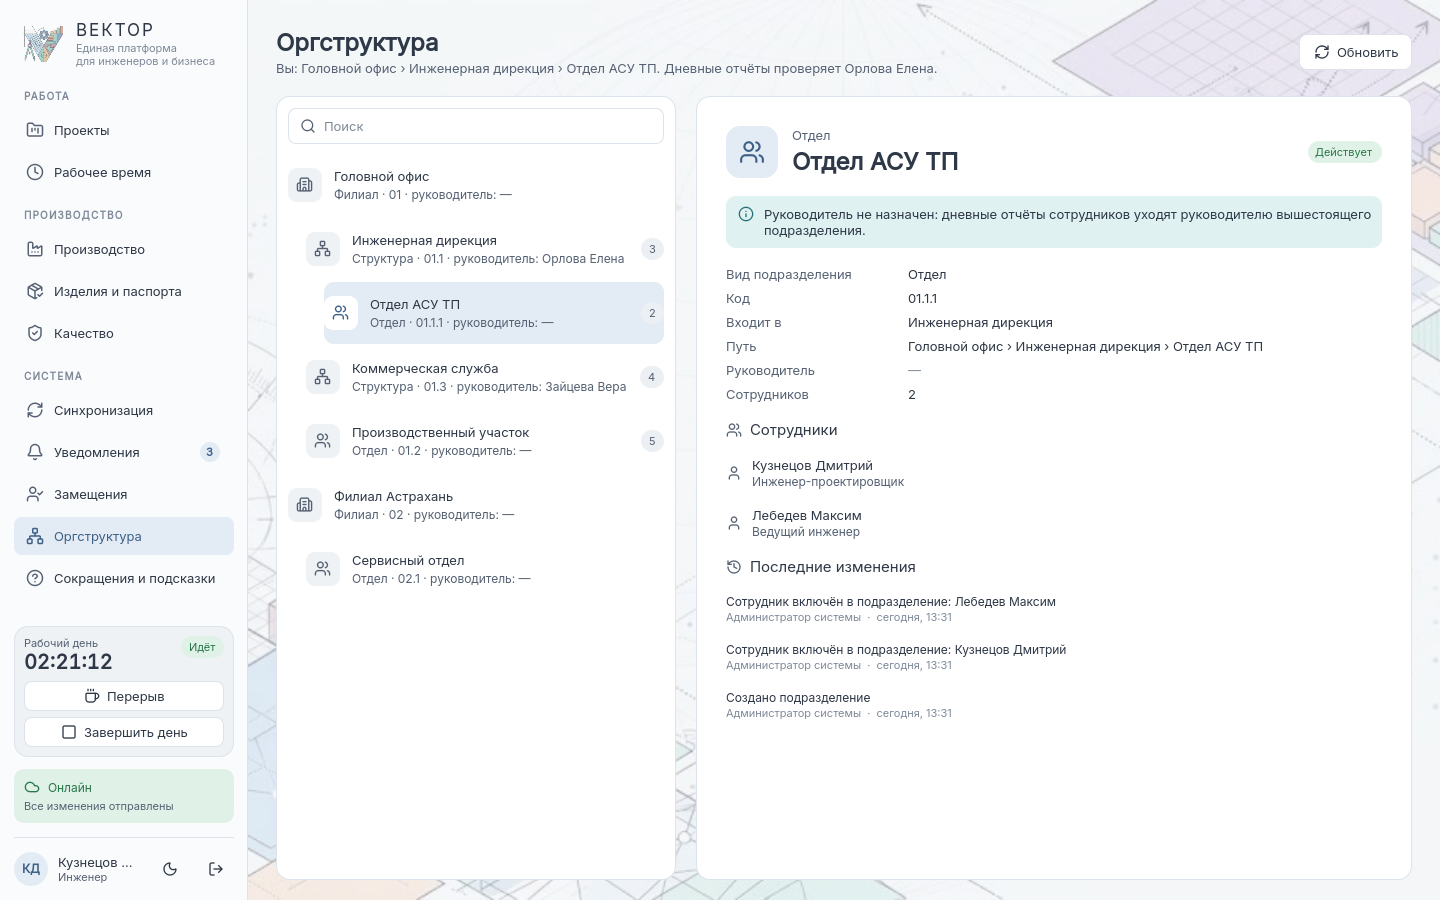 ВЕКТОР
Единая платформа
для инженеров и бизнеса
РАБОТА
Проекты
Рабочее время
ПРОИЗВОДСТВО
Производство
Изделия и паспорта
Качество
СИСТЕМА
Синхронизация
Уведомления 3
Замещения
Оргструктура
Сокращения и подсказки
Рабочий день
Идёт
02:21:12
Перерыв
Завершить день
Онлайн
Все изменения отправлены
КД
Кузнецов ...
Инженер
Оргструктура
Вы: Головной офис › Инженерная дирекция › Отдел АСУ ТП. Дневные отчёты проверяет Орлова Елена.
Обновить
Поиск
Головной офис
Филиал · 01 · руководитель: —
Инженерная дирекция
Структура · 01.1 · руководитель: Орлова Елена
3
Отдел АСУ ТП
Отдел · 01.1.1 · руководитель: —
2
Коммерческая служба
Структура · 01.3 · руководитель: Зайцева Вера
4
Производственный участок
Отдел · 01.2 · руководитель: —
5
Филиал Астрахань
Филиал · 02 · руководитель: —
Сервисный отдел
Отдел · 02.1 · руководитель: —
Отдел
Отдел АСУ ТП
Действует
Руководитель не назначен: дневные отчёты сотрудников уходят руководителю вышестоящего
подразделения.
Вид подразделения Отдел
Код 01.1.1
Входит в Инженерная дирекция
Путь Головной офис › Инженерная дирекция › Отдел АСУ ТП
Руководитель —
Сотрудников 2
Сотрудники
Кузнецов Дмитрий
Инженер-проектировщик
Лебедев Максим
Ведущий инженер
Последние изменения
Сотрудник включён в подразделение: Лебедев Максим
Администратор системы · сегодня, 13:31
Сотрудник включён в подразделение: Кузнецов Дмитрий
Администратор системы · сегодня, 13:31
Создано подразделение
Администратор системы · сегодня, 13:31